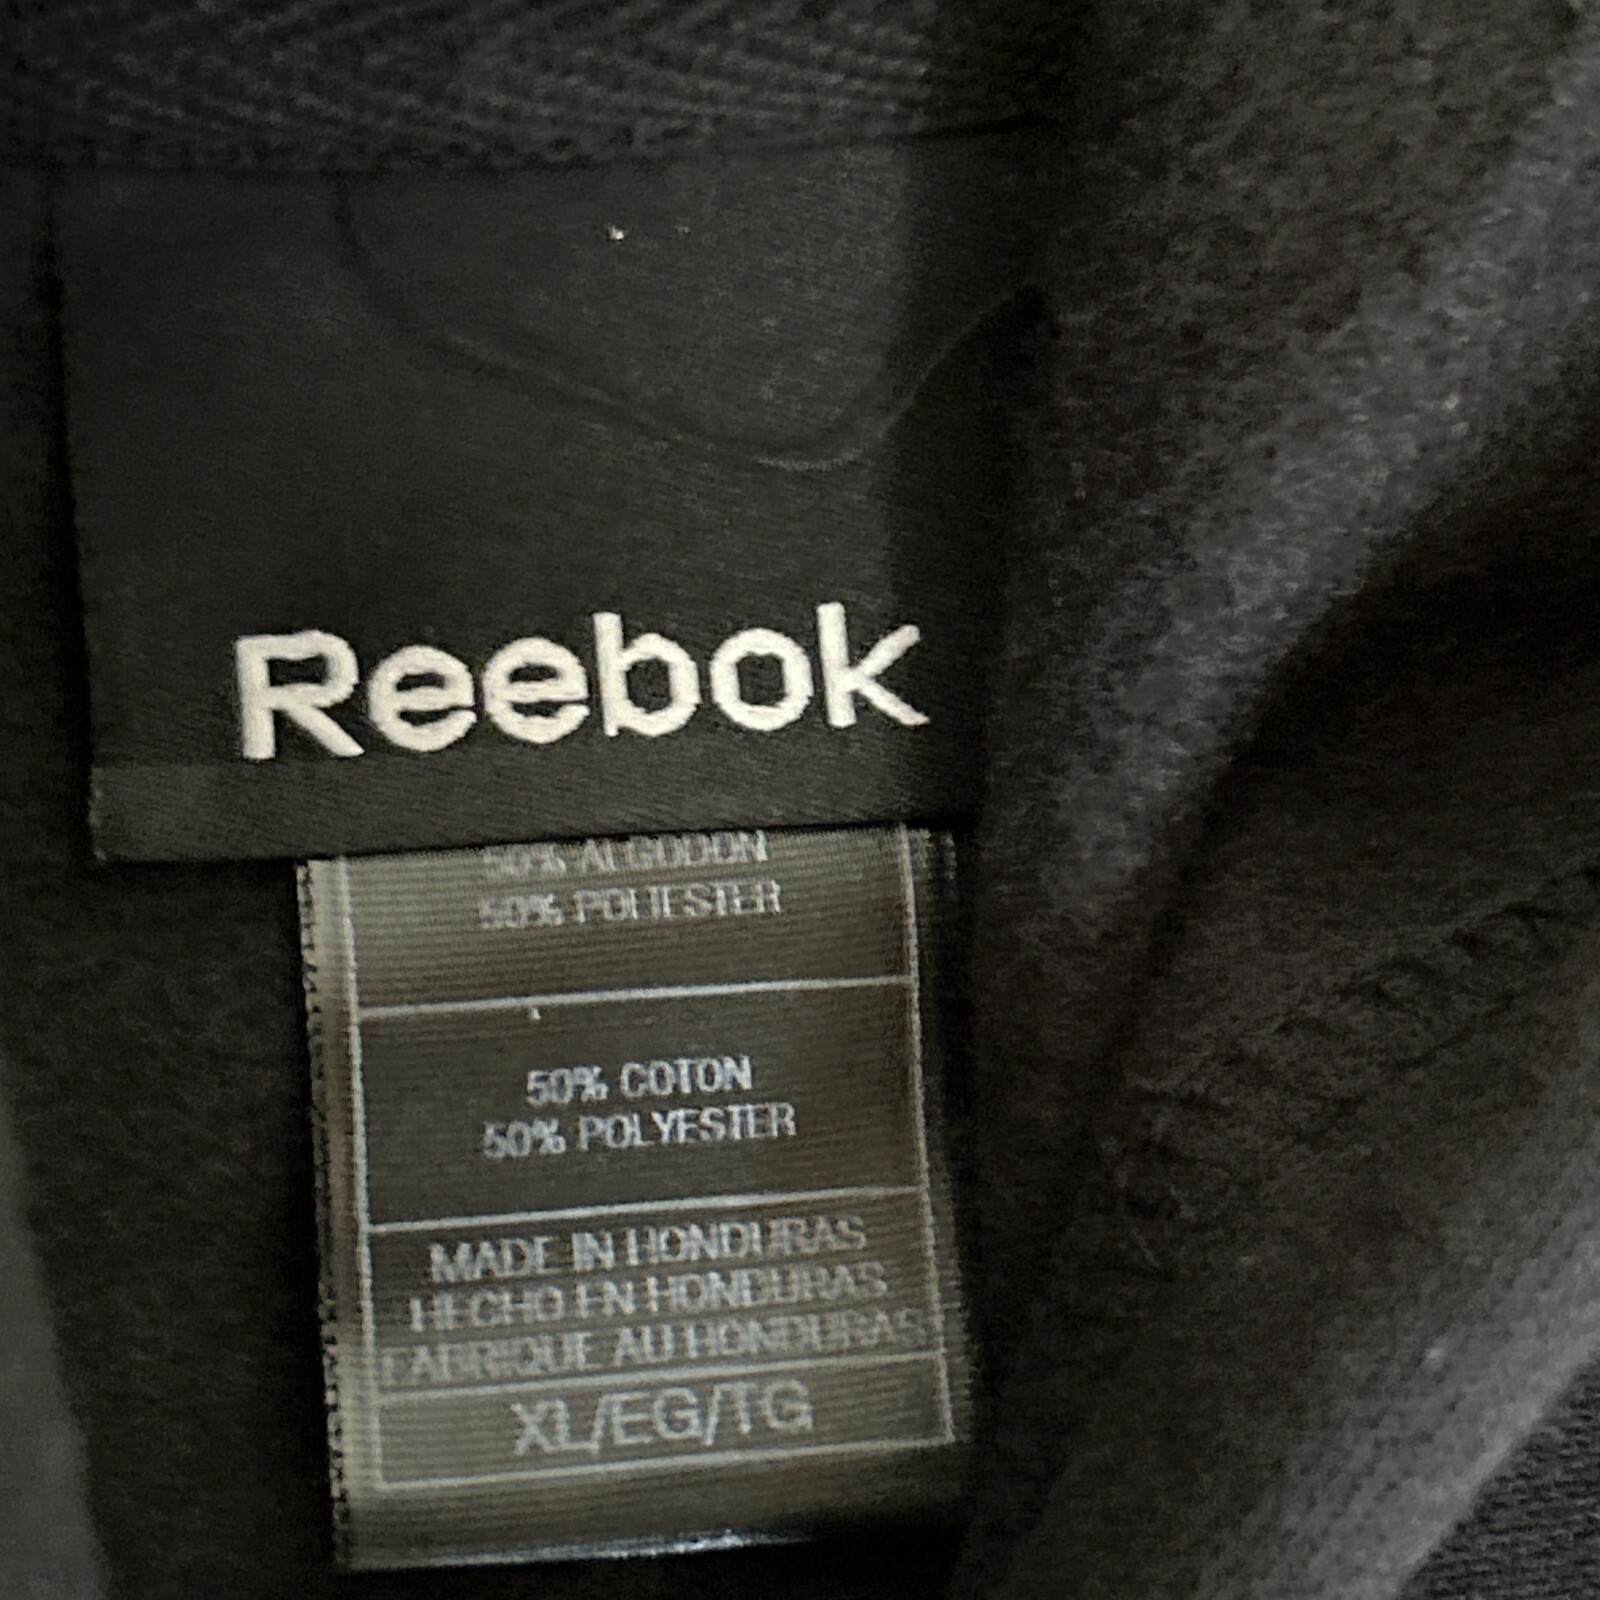 Reebok
50% ALGODON
50% POLIESTER
50% COTON
50% POLYESTER
MADE IN HONDURAS
HECHO EN HONDURAS
FABRIQUE AU HONDURAS
XL/EG/TG